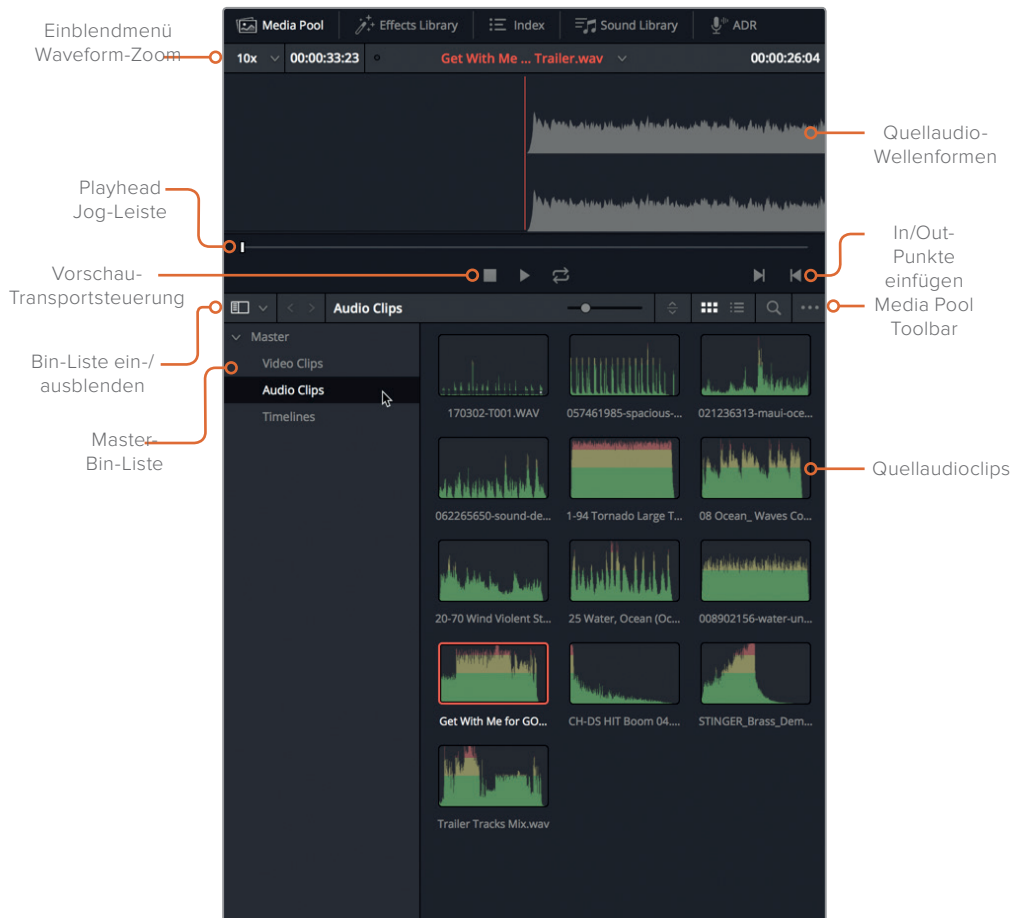 Einblendmenü
Waveform-Zoom
Playhead
Jog-Leiste
Vorschau-
Transportsteuerung
Bin-Liste ein-/
ausblenden
Master-
Bin-Liste
Media Pool
Effects Library
Index
Sound Library
ADR
10x
00:00:33:23
Get With Me ... Trailer.wav
00:00:26:04
Audio Clips
Master
Video Clips
Audio Clips
Timelines
170302-T001.WAV
057461985-spacious-...
021236313-maui-oce...
062265650-sound-de...
1-94 Tornado Large T...
08 Ocean_ Waves Co...
20-70 Wind Violent St...
25 Water, Ocean (Oc...
008902156-water-un...
Get With Me for GO...
CH-DS HIT Boom 04....
STINGER_Brass_Dem...
Trailer Tracks Mix.wav
Quellaudio-
Wellenformen
In/Out-
Punkte
einfügen
Media Pool
Toolbar
Quellaudioclips